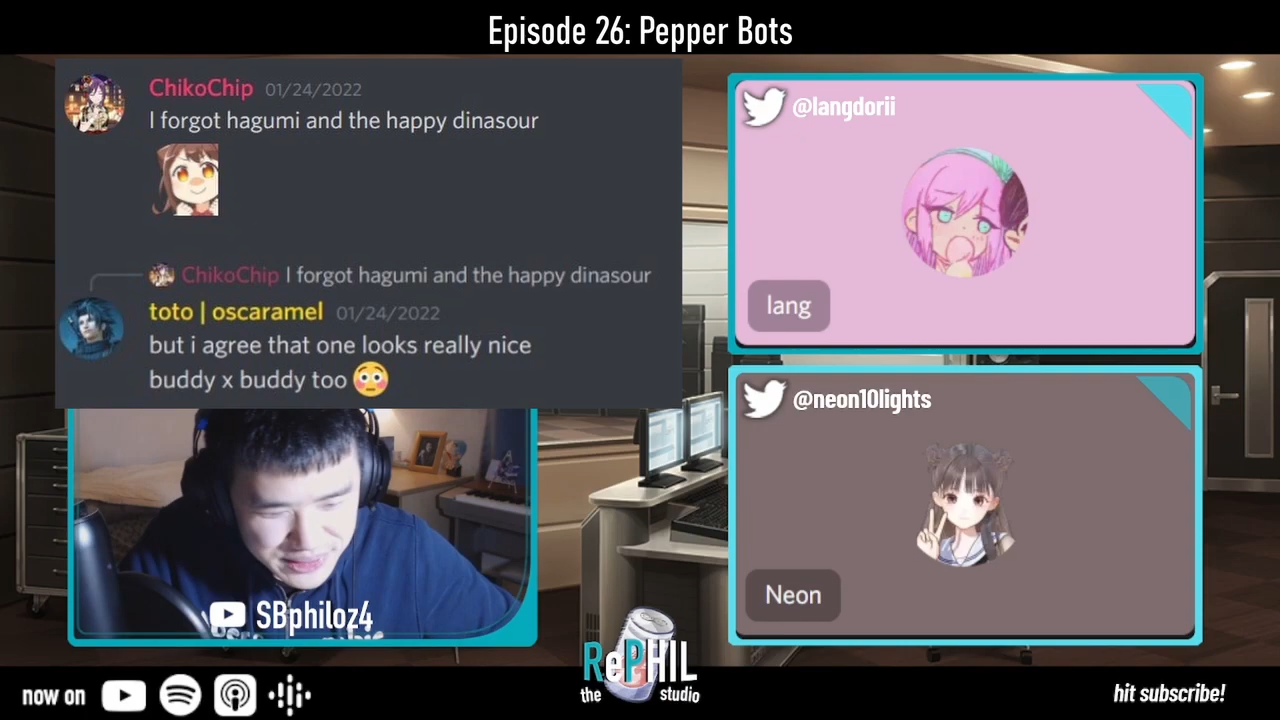 Episode 26: Pepper Bots
ChikoChip 01/24/2022
I forgot hagumi and the happy dinasour
ChikoChip I forgot hagumi and the happy dinasour
toto | oscaramel 01/24/2022
but i agree that one looks really nice
buddy x buddy too
@langdorii
lang
@neon10lights
Neon
SBphiloz4
RePHIL
the studio
now on
hit subscribe!